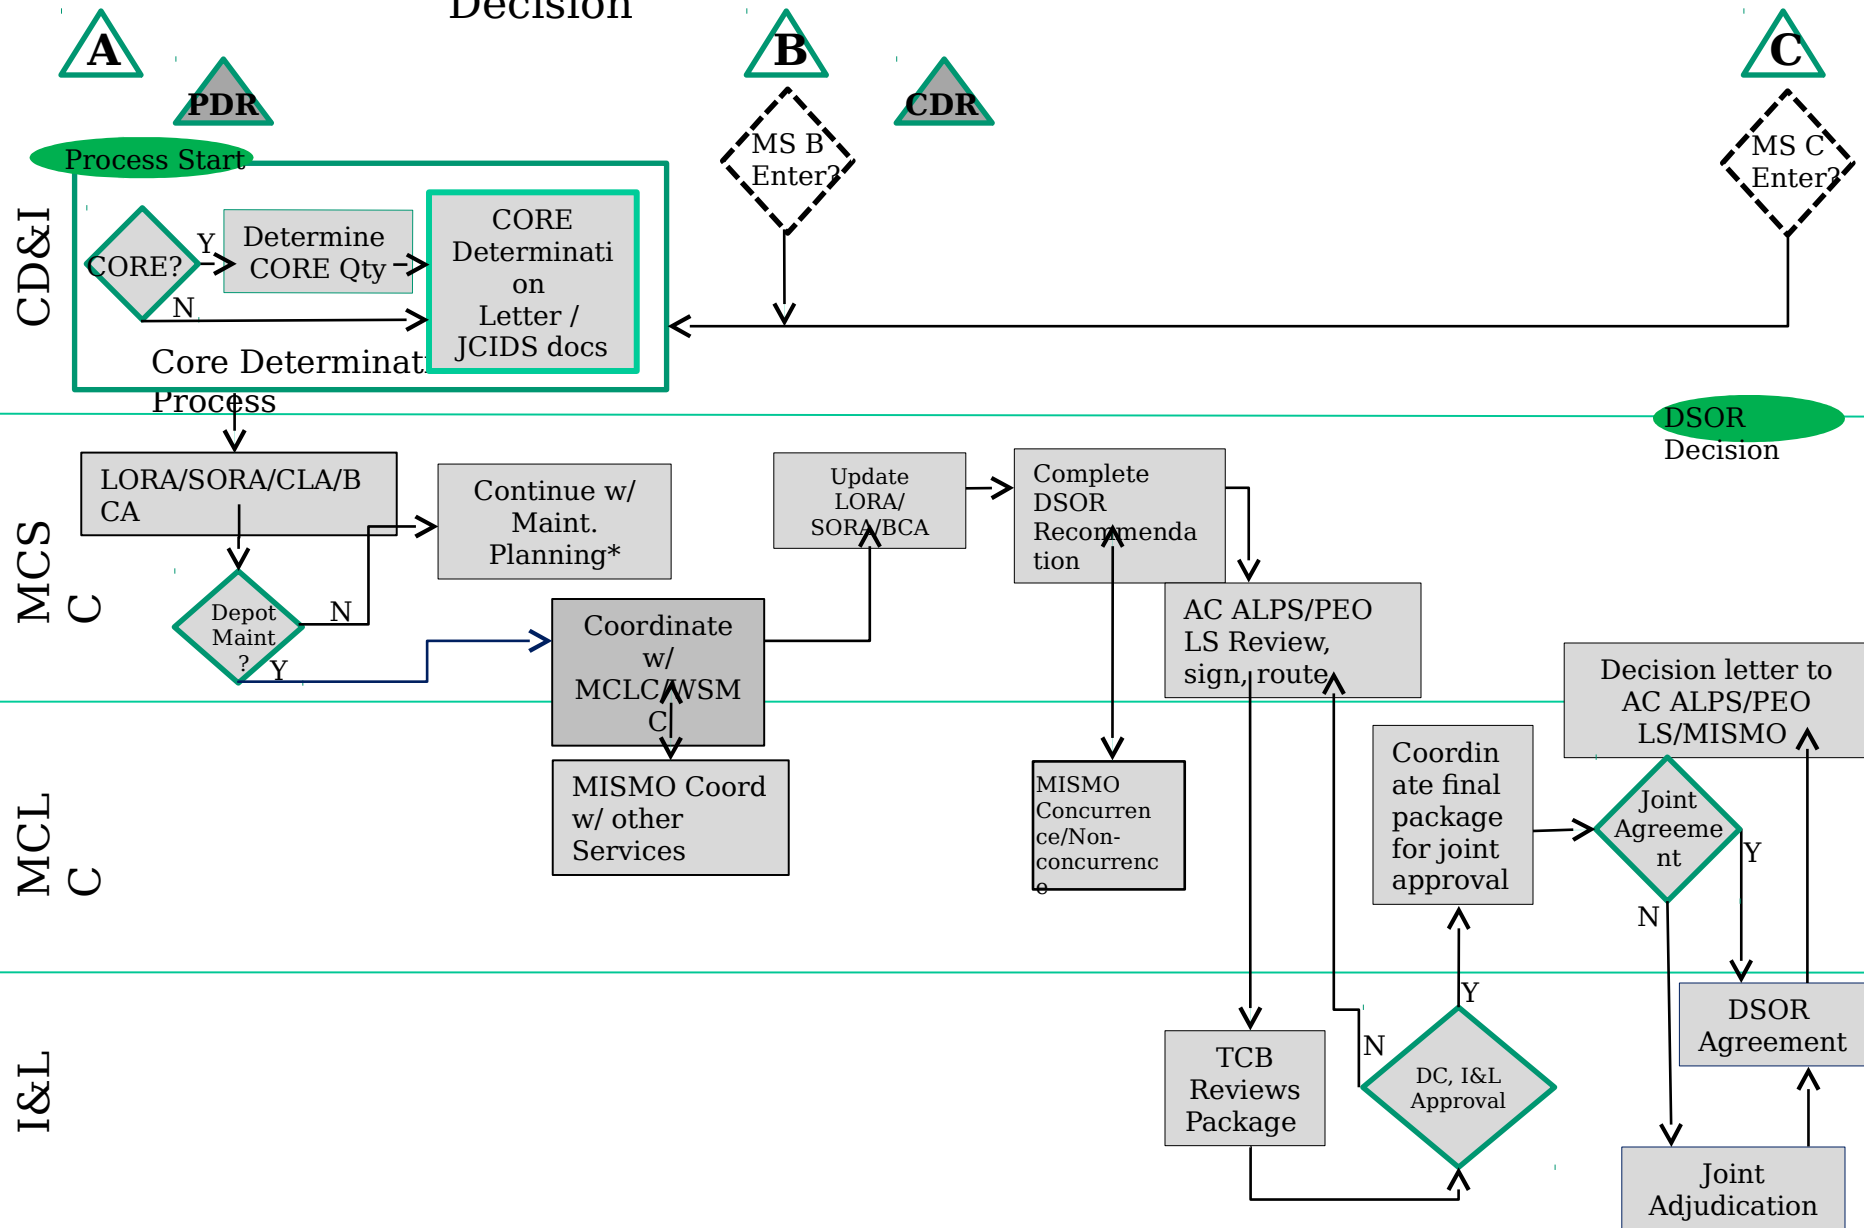 Decision
A
B
C
PDR
CDR
MS B
Enter?
MS C
Enter?
Process Start
CD&I
CORE?
Y
N
Determine
CORE Qty
CORE
Determinati
on
Letter /
JCIDS docs
Core Determinati
Process
DSOR
Decision
MCS
C
LORA/SORA/CLA/B
CA
Continue w/
Maint.
Planning*
Depot
Maint
?
N
Y
Coordinate
w/
MCLC/WSM
C
Update
LORA/
SORA/BCA
Complete
DSOR
Recommenda
tion
AC ALPS/PEO
LS Review,
sign, route
Decision letter to
AC ALPS/PEO
LS/MISMO
MCL
C
MISMO Coord
w/ other
Services
MISMO
Concurren
ce/Non-
concurrenc
e
Coordin
ate final
package
for joint
approval
Joint
Agreeme
nt
Y
N
I&L
TCB
Reviews
Package
Y
N
DC, I&L
Approval
DSOR
Agreement
Joint
Adjudication